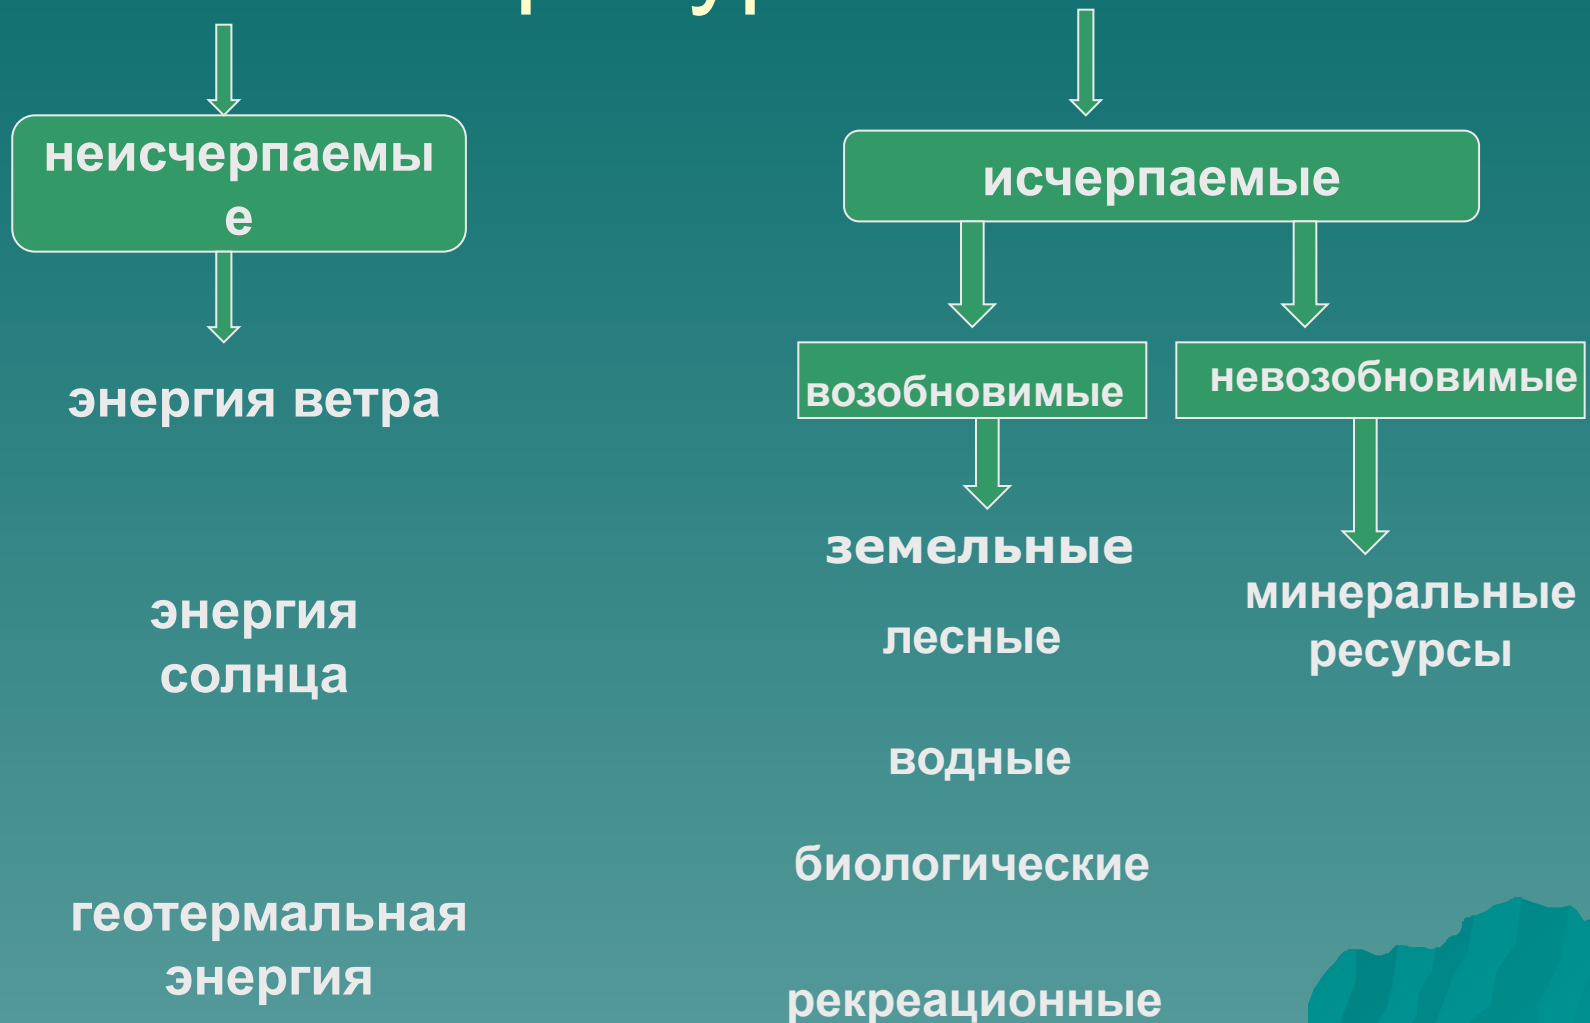 неисчерпаемы
е
энергия ветра
энергия
солнца
геотермальная
энергия
исчерпаемые
возобновимые
земельные
лесные
водные
биологические
рекреационные
невозобновимые
минеральные
ресурсы